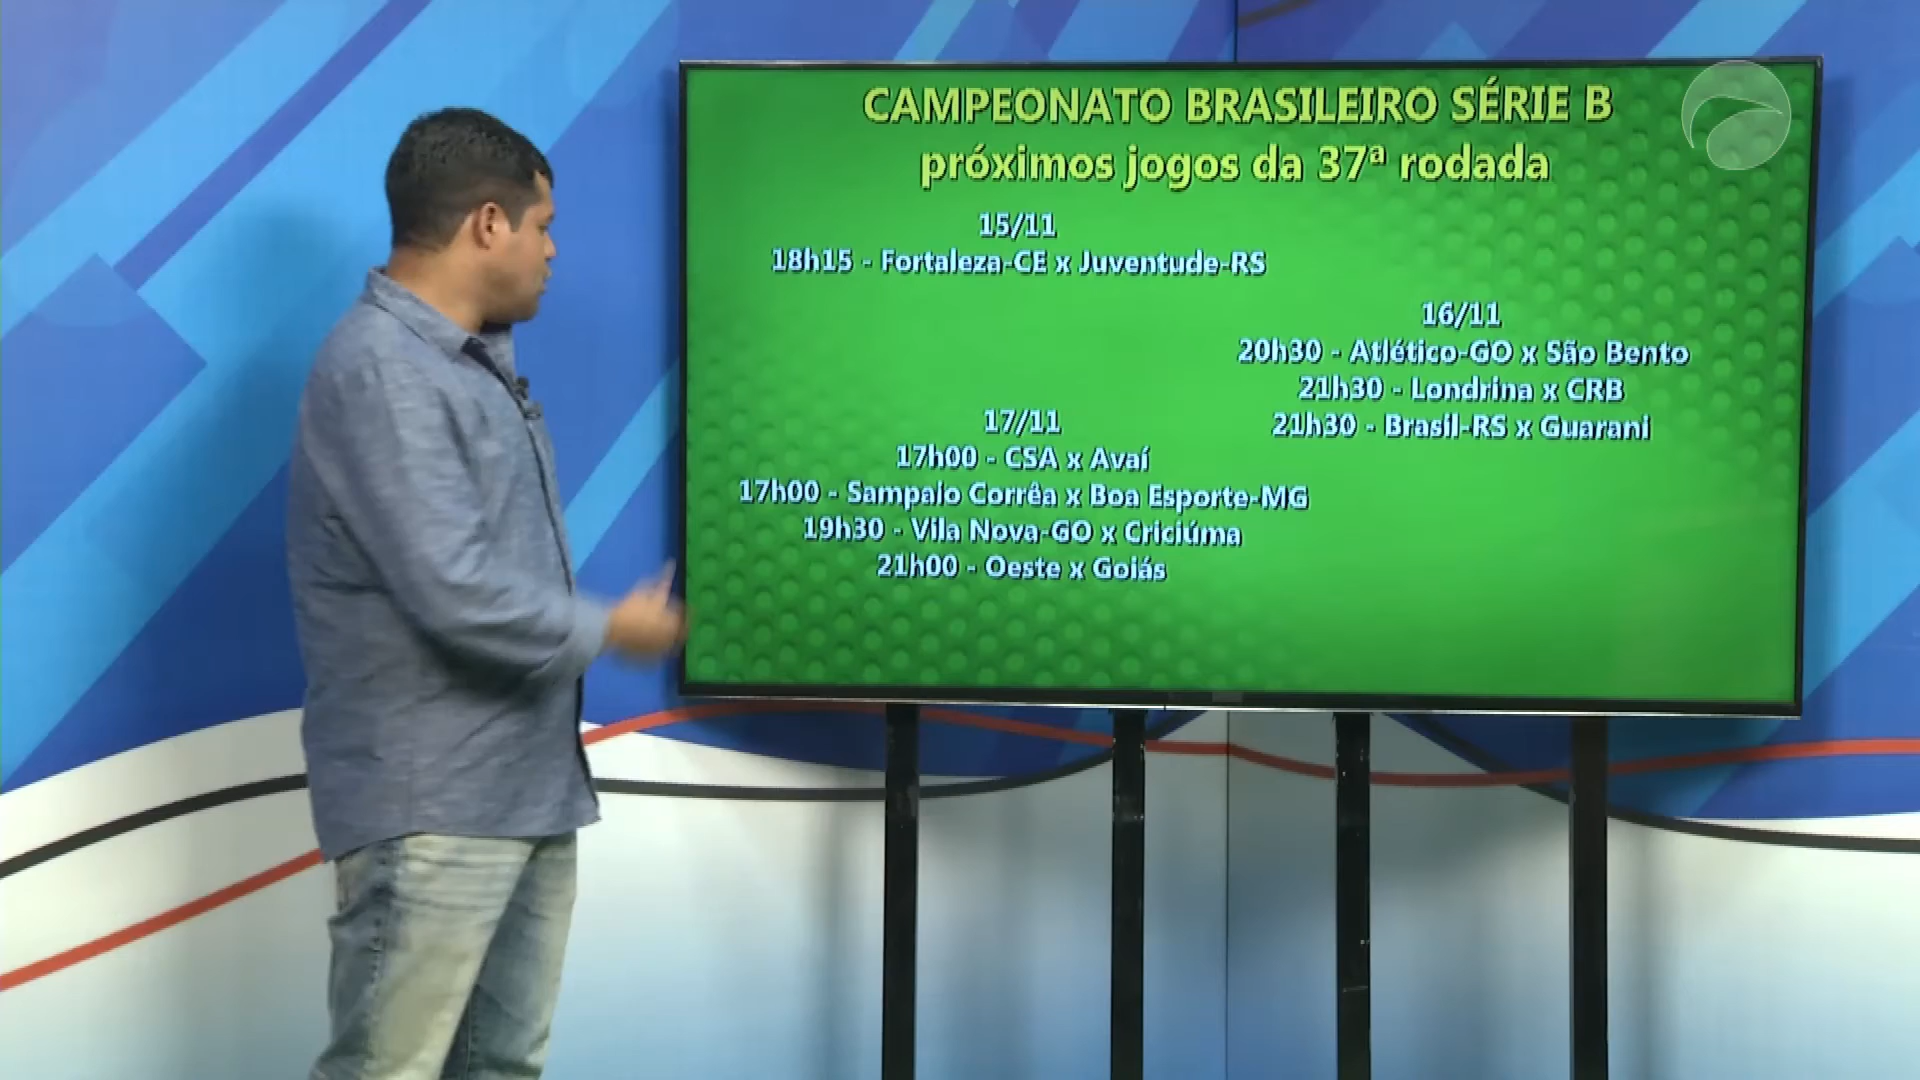 CAMPEONATO BRASILEIRO SÉRIE B
próximos jogos da 37ª rodada
15/11
18h15 - Fortaleza-CE x Juventude-RS
16/11
20h30 - Atlético-GO x São Bento
21h30 - Londrina x CRB
21h30 - Brasil-RS x Guarani
17/11
17h00 - CSA x Avaí
17h00 - Sampaio Corrêa x Boa Esporte-MG
19h30 - Vila Nova-GO x Criciúma
21h00 - Oeste x Goiás